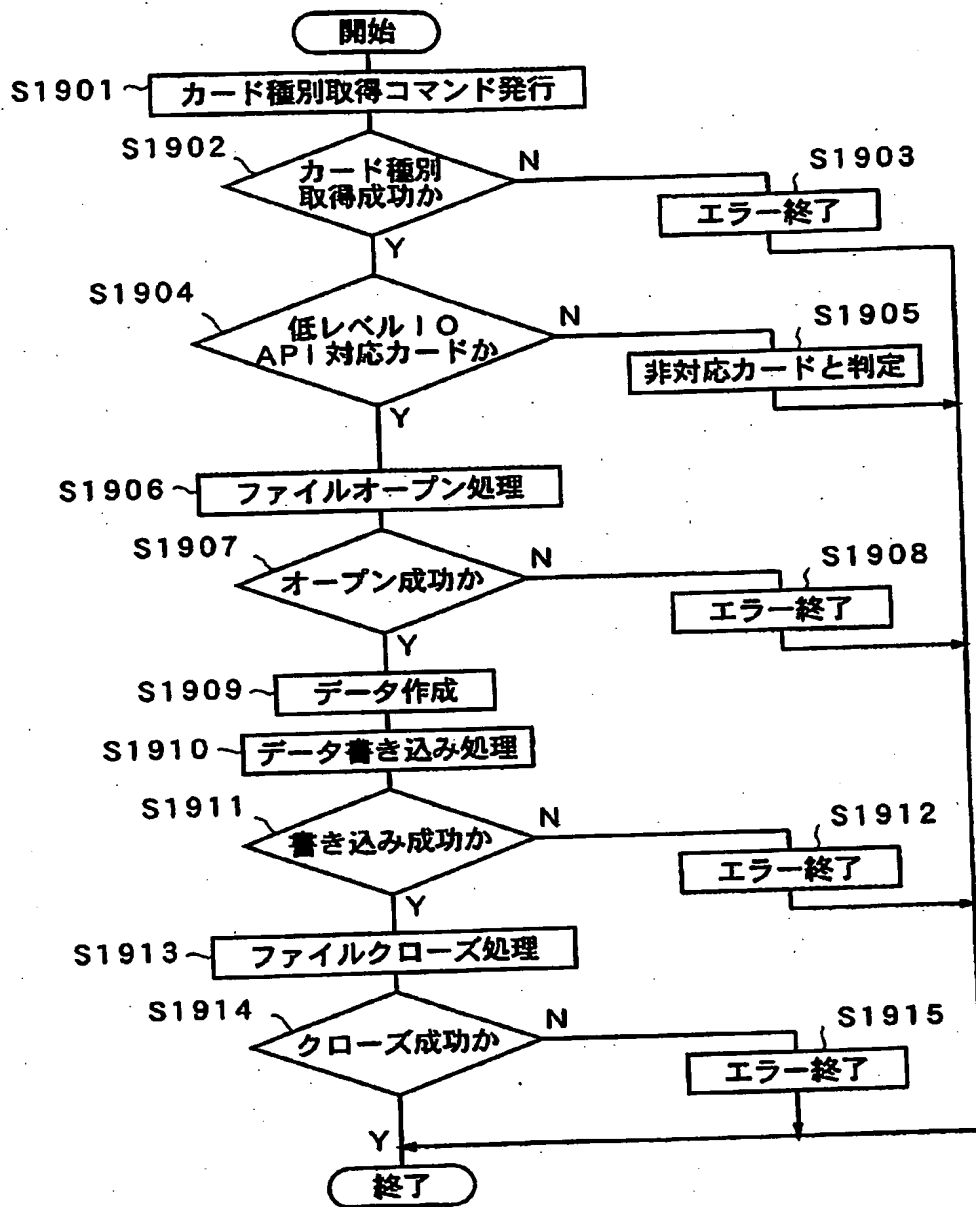 開始
S1901
カード種別取得コマンド発行
S1902
カード種別
取得成功か
N
S1903
エラー終了
Y
S1904
低レベルIO
API対応カードか
N
S1905
非対応カードと判定
Y
S1906
ファイルオープン処理
S1907
オープン成功か
N
S1908
エラー終了
Y
S1909
データ作成
S1910
データ書き込み処理
S1911
書き込み成功か
N
S1912
エラー終了
Y
S1913
ファイルクローズ処理
S1914
クローズ成功か
N
S1915
エラー終了
Y
終了